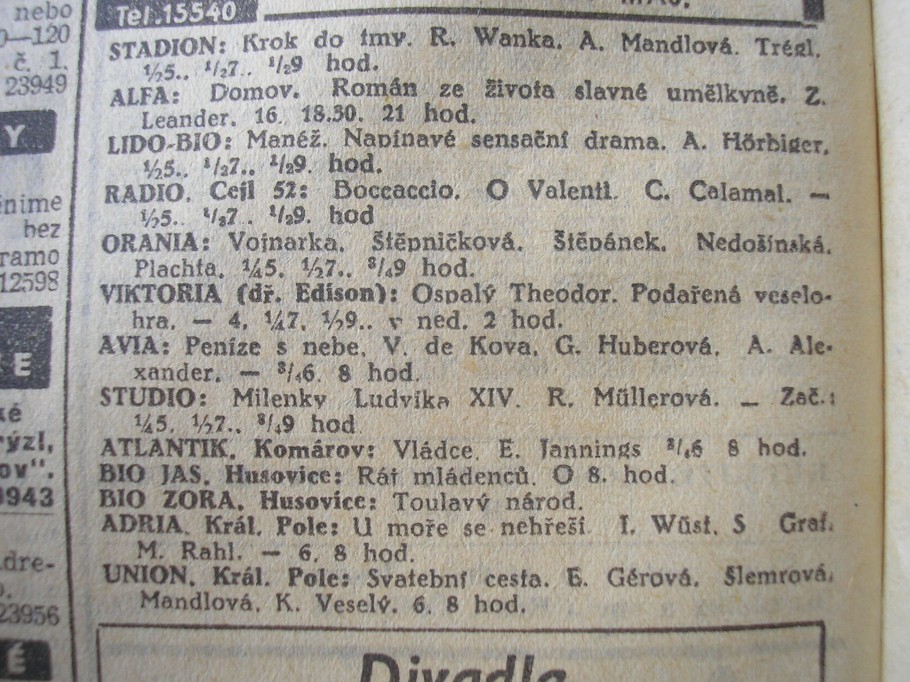 Tel.15540
STADION: Krok do tmy. R. Wanka. A. Mandlová. Trégl.
½5.. ½7.. ½9 hod.
ALFA: Domov. Román ze života slavné umělkyně. Z.
Leander. 16. 18.30. 21 hod.
LIDO-BIO: Manéž. Napínavé sensační drama. A. Hörbiger.
½5.. ½7.. ½9. hod.
RADIO. Cejl 52: Boccaccio. O Valenti. C. Calamai. —
½5.. ½7.. ½9. hod
ORANIA: Vojnarka. Štěpničková. Štěpánek. Nedošínská.
Plachta. ¼5. ½7.. ¾9 hod.
VIKTORIA (dř. Edison): Ospalý Theodor. Podařená veselo-
hra. — 4. ¼7. ½9.. v ned. 2 hod.
AVIA: Peníze s nebe. V. de Kova. G. Huberová. A. Ale-
xander. — ¾6. 8 hod.
STUDIO: Milenky Ludvíka XIV. R. Müllerová. — Zač.:
¼5. ½7.. ¾9 hod.
ATLANTIK. Komárov: Vládce. E. Jannings ¾6 8 hod.
BIO JAS. Husovice: Ráj mládenců. O 8. hod.
BIO ZORA. Husovice: Toulavý národ.
ADRIA. Král. Pole: U moře se nehřeší. I. Wüst. S Graf.
M. Rahl. — 6. 8 hod.
UNION. Král. Pole: Svatební cesta. E. Gérová. Slemrová.
Mandlová. K. Veselý. 6. 8 hod.
Divadla
nebo
0—120
č. 1.
23949
Y
bez
12598
E
23956
É